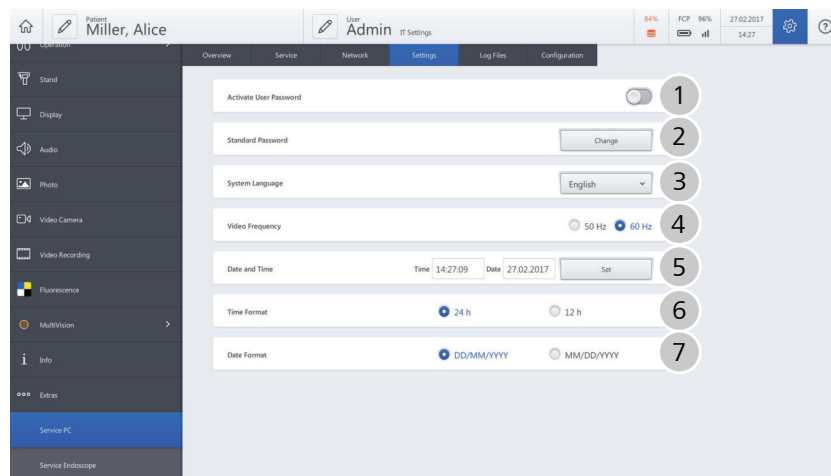 Patient
Miller, Alice
User
Admin IT Settings
84%
FCP 96%
27.02.2017
14:27
?
Operation
Overview Service Network Settings Log Files Configuration
Stand
Display
Audio
Photo
Video Camera
Video Recording
Fluorescence
MultiVision
i Info
Extras
Service PC
Service Endoscope
Activate User Password 1
Standard Password Change 2
System Language English 3
Video Frequency 50 Hz 60 Hz 4
Date and Time Time 14:27:09 Date 27.02.2017 Set 5
Time Format 24 h 12 h 6
Date Format DD/MM/YYYY MM/DD/YYYY 7